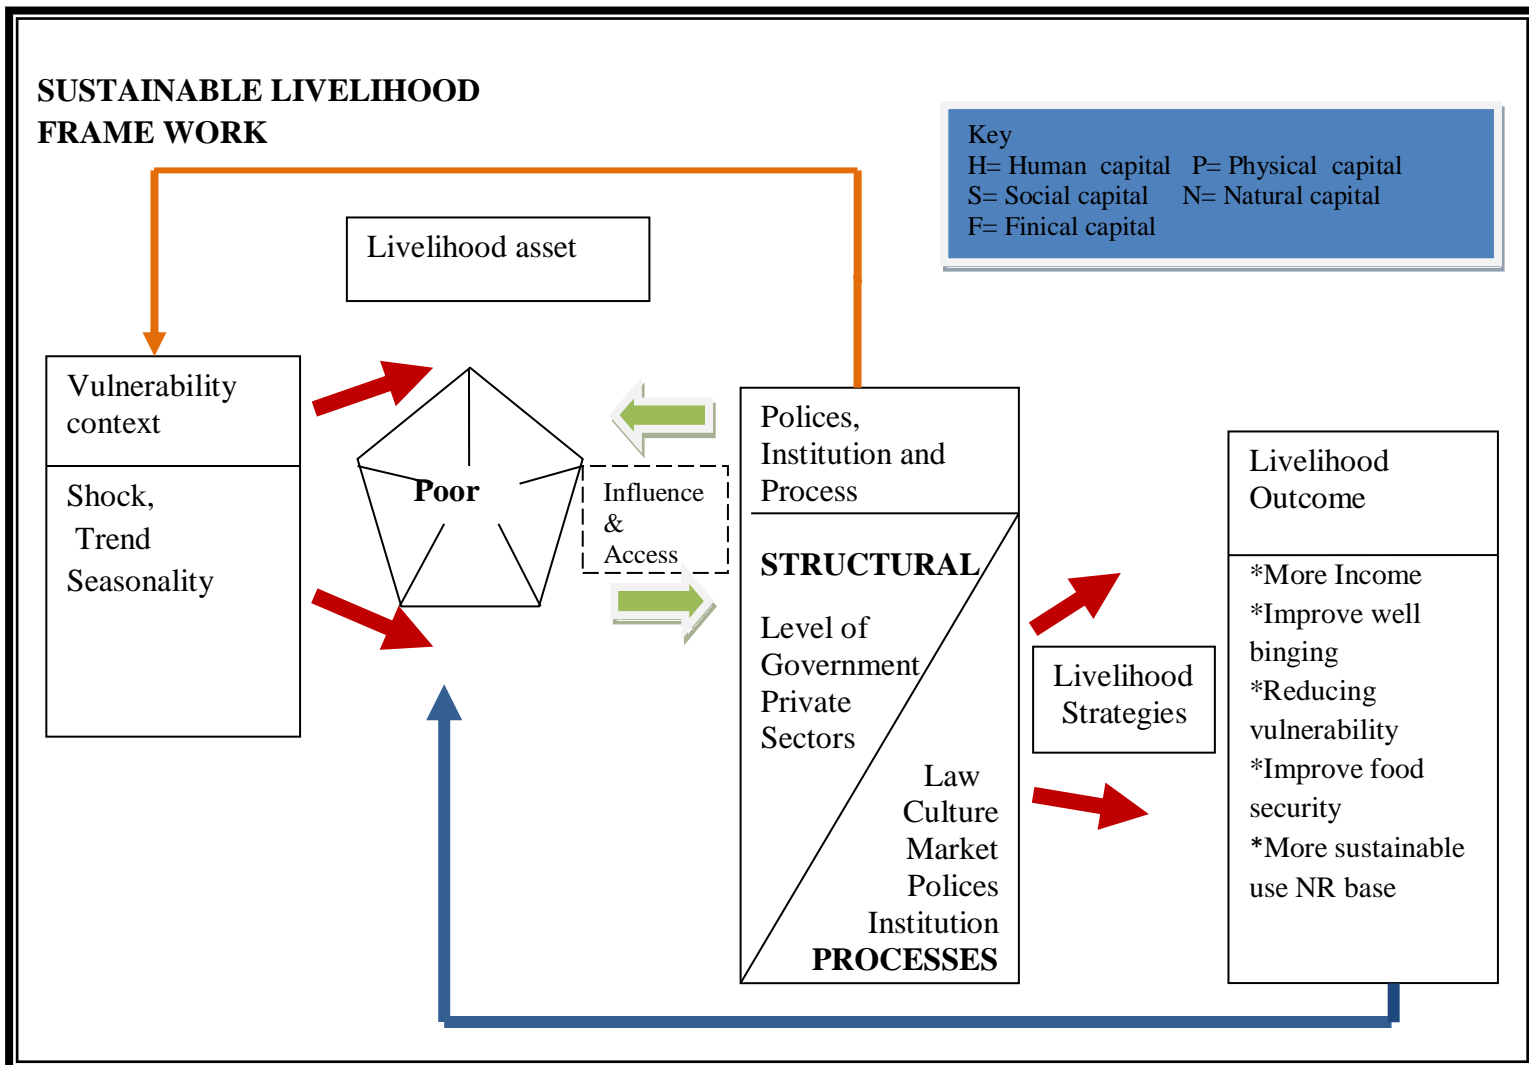 SUSTAINABLE LIVELIHOOD
FRAME WORK
Key
H= Human capital P= Physical capital
S= Social capital N= Natural capital
F= Finical capital
Livelihood asset
Vulnerability
context
Shock,
Trend
Seasonality
Poor
Influence
&
Access
Polices,
Institution and
Process
STRUCTURAL
Level of
Government
Private
Sectors
Law
Culture
Market
Polices
Institution
PROCESSES
Livelihood
Strategies
Livelihood
Outcome
*More Income
*Improve well
binging
*Reducing
vulnerability
*Improve food
security
*More sustainable
use NR base